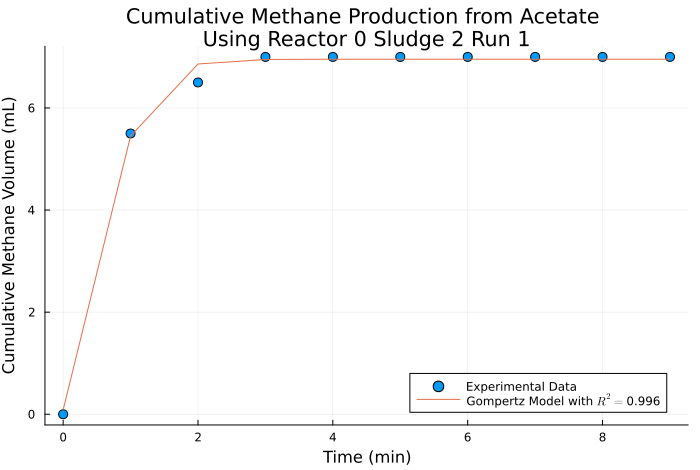 Cumulative Methane Production from Acetate
Using Reactor 0 Sludge 2 Run 1
Cumulative Methane Volume (mL)
6
4
2
0
0 2 4 6 8
Time (min)
Experimental Data
Gompertz Model with R² = 0.996